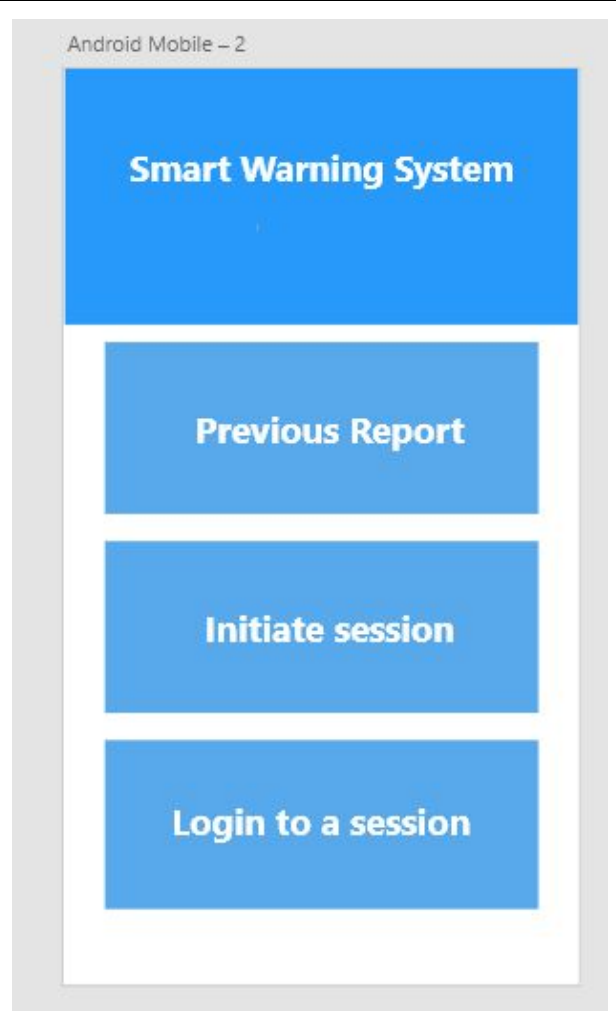 Android Mobile – 2
Smart Warning System
Previous Report
Initiate session
Login to a session